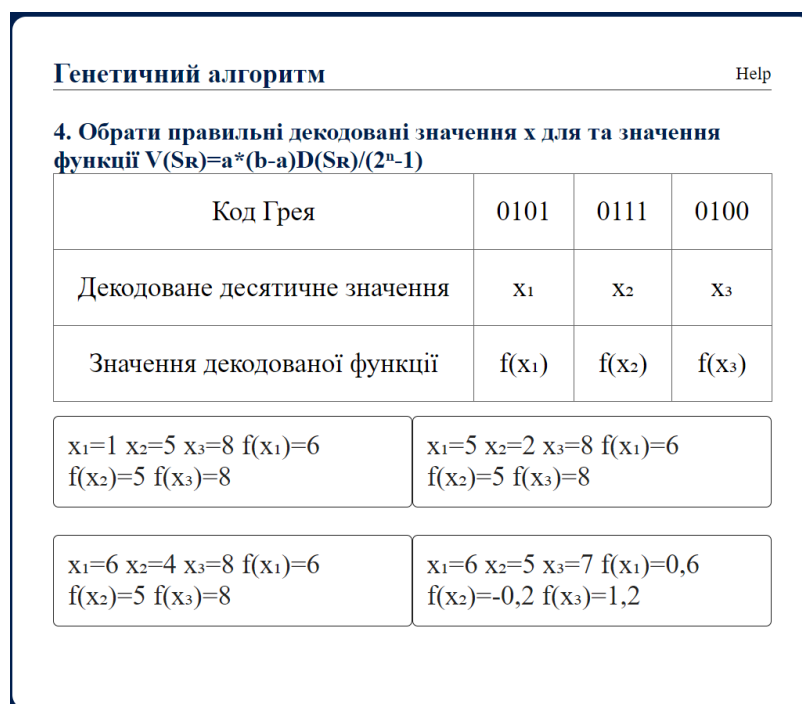 Генетичний алгоритм
Help
4. Обрати правильні декодовані значення x для та значення
функції V(Sʀ)=a*(b-a)D(Sʀ)/(2ⁿ-1)
Код Грея 0101 0111 0100
Декодоване десятичне значення x₁ x₂ x₃
Значення декодованої функції f(x₁) f(x₂) f(x₃)
x₁=1 x₂=5 x₃=8 f(x₁)=6
f(x₂)=5 f(x₃)=8
x₁=5 x₂=2 x₃=8 f(x₁)=6
f(x₂)=5 f(x₃)=8
x₁=6 x₂=4 x₃=8 f(x₁)=6
f(x₂)=5 f(x₃)=8
x₁=6 x₂=5 x₃=7 f(x₁)=0,6
f(x₂)=-0,2 f(x₃)=1,2